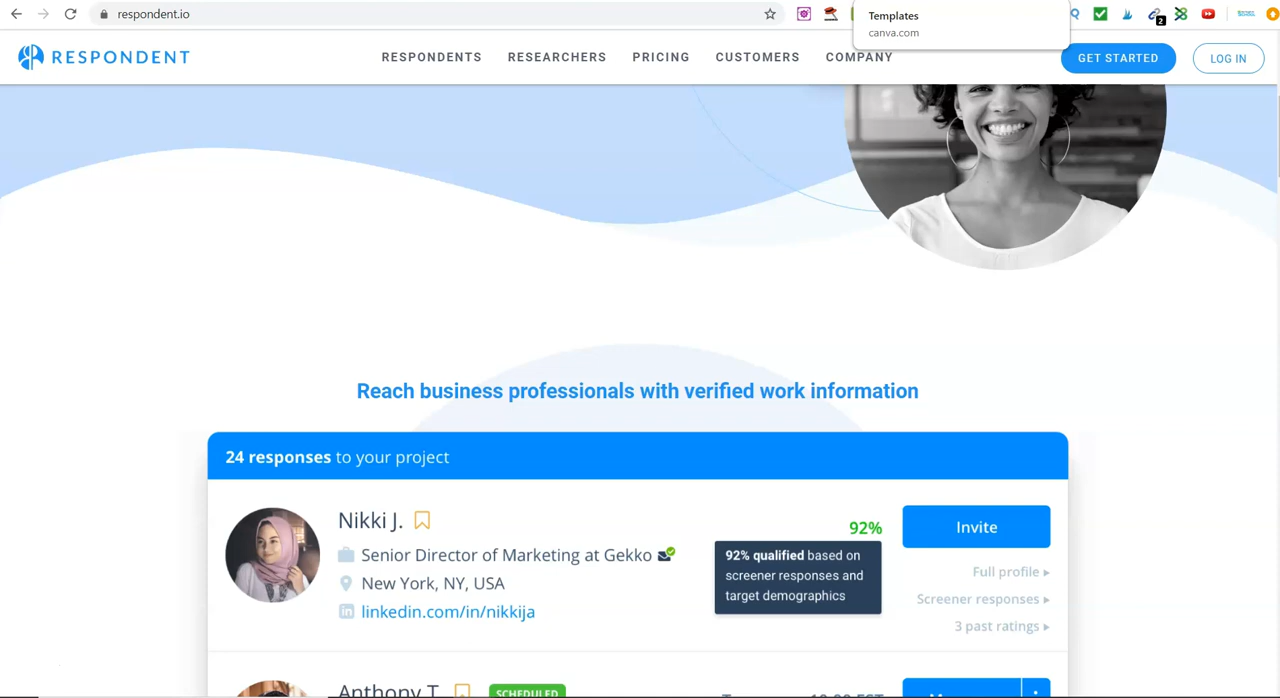 respondent.io
Templates
canva.com
2
RESPONDENT
RESPONDENTS
RESEARCHERS
PRICING
CUSTOMERS
COMPANY
GET STARTED
LOG IN
Reach business professionals with verified work information
24 responses to your project
Nikki J.
92%
Invite
Senior Director of Marketing at Gekko
92% qualified based on
screener responses and
target demographics
Full profile ▸
New York, NY, USA
Screener responses ▸
linkedin.com/in/nikkija
3 past ratings ▸
Anthony T.
SCHEDULED